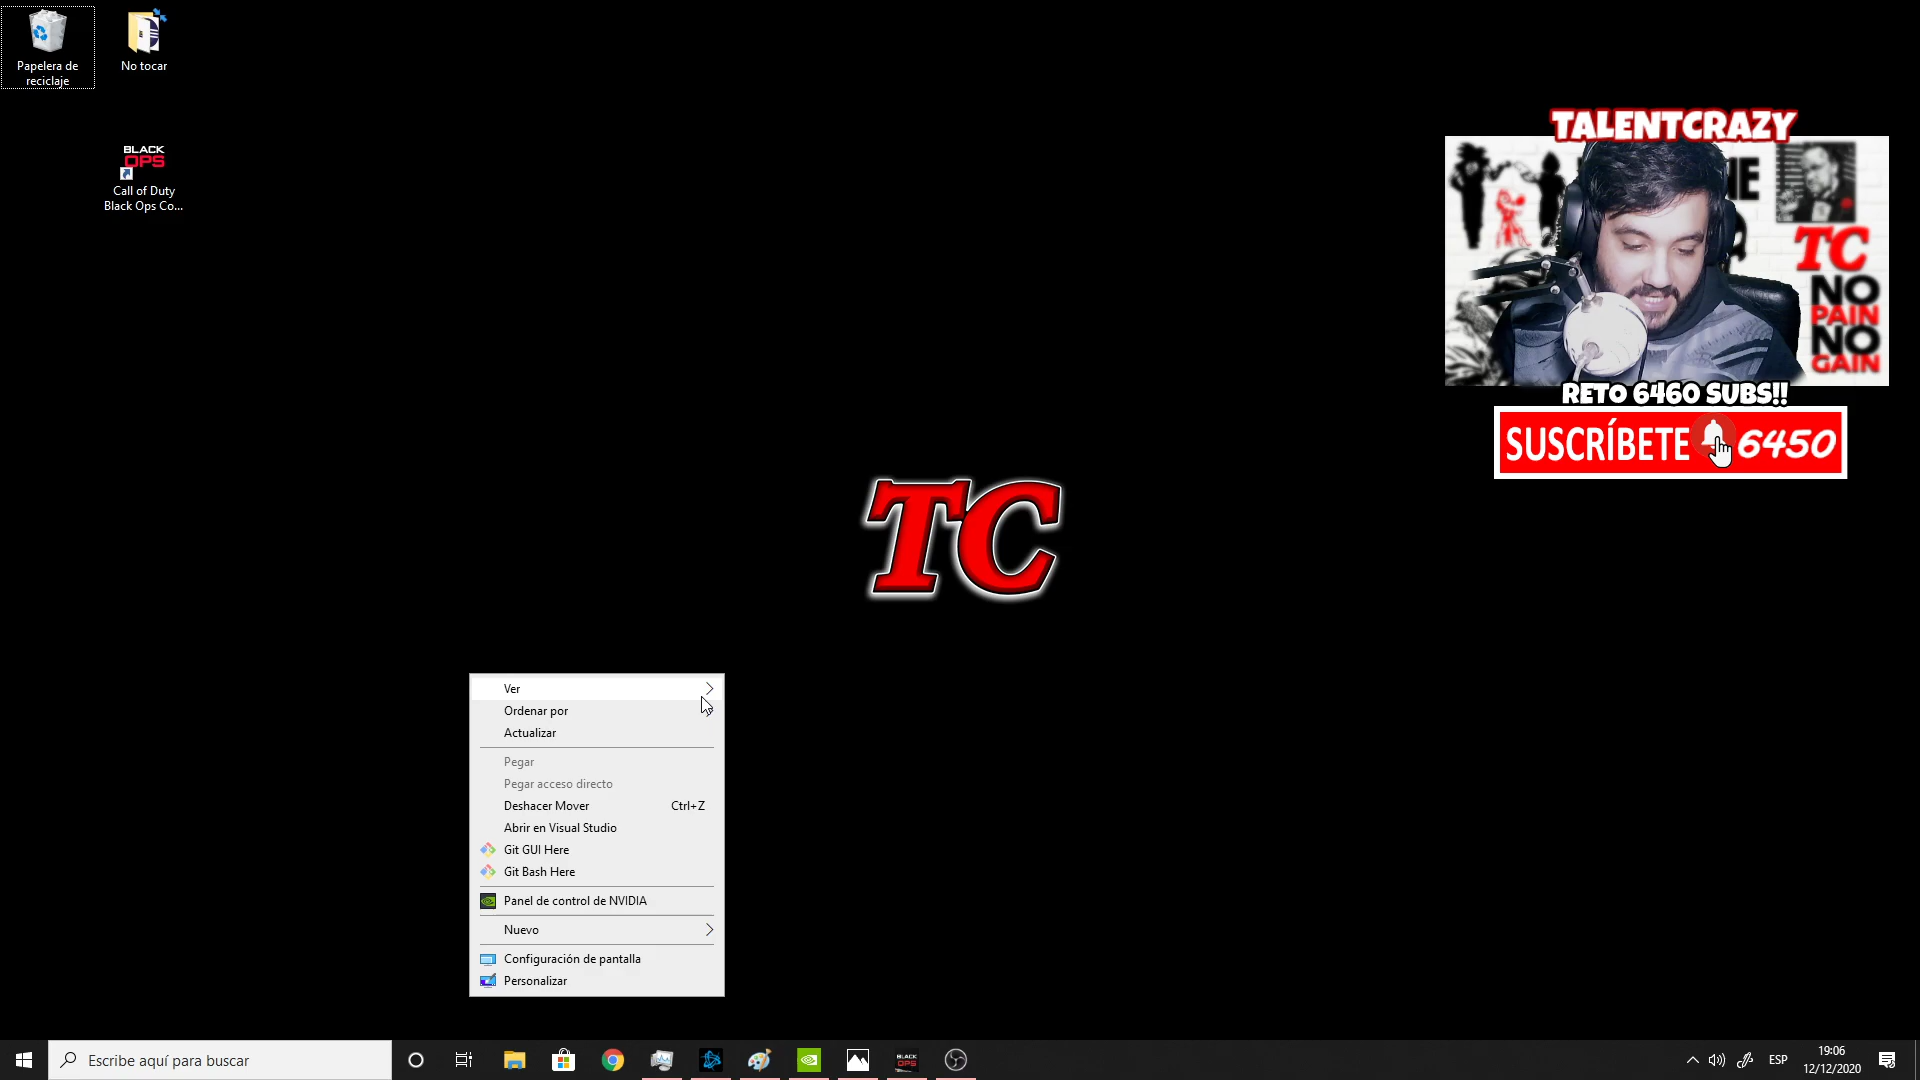 Papelera de
reciclaje
No tocar
BLACK
OPS
Call of Duty
Black Ops Co...
TALENTCRAZY
TC
NO
PAIN
NO
GAIN
RETO 6460 SUBS!!
SUSCRÍBETE 6450
TC
Ver
Ordenar por
Actualizar
Pegar
Pegar acceso directo
Deshacer Mover Ctrl+Z
Abrir en Visual Studio
Git GUI Here
Git Bash Here
Panel de control de NVIDIA
Nuevo
Configuración de pantalla
Personalizar
Escribe aquí para buscar
BLACK
OPS
ESP
19:06
12/12/2020